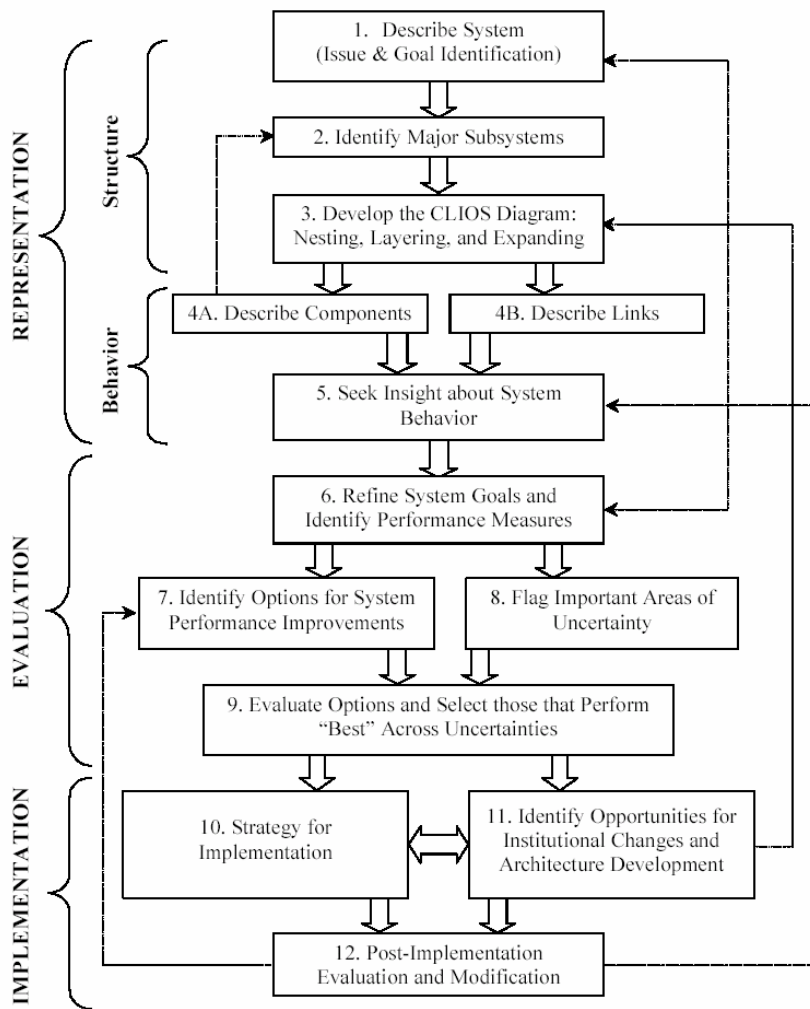 1. Describe System
(Issue & Goal Identification)
2. Identify Major Subsystems
3. Develop the CLIOS Diagram:
Nesting, Layering, and Expanding
4A. Describe Components
4B. Describe Links
5. Seek Insight about System
Behavior
6. Refine System Goals and
Identify Performance Measures
7. Identify Options for System
Performance Improvements
8. Flag Important Areas of
Uncertainty
9. Evaluate Options and Select those that Perform
“Best” Across Uncertainties
10. Strategy for
Implementation
11. Identify Opportunities for
Institutional Changes and
Architecture Development
12. Post-Implementation
Evaluation and Modification
REPRESENTATION
Structure
Behavior
EVALUATION
IMPLEMENTATION